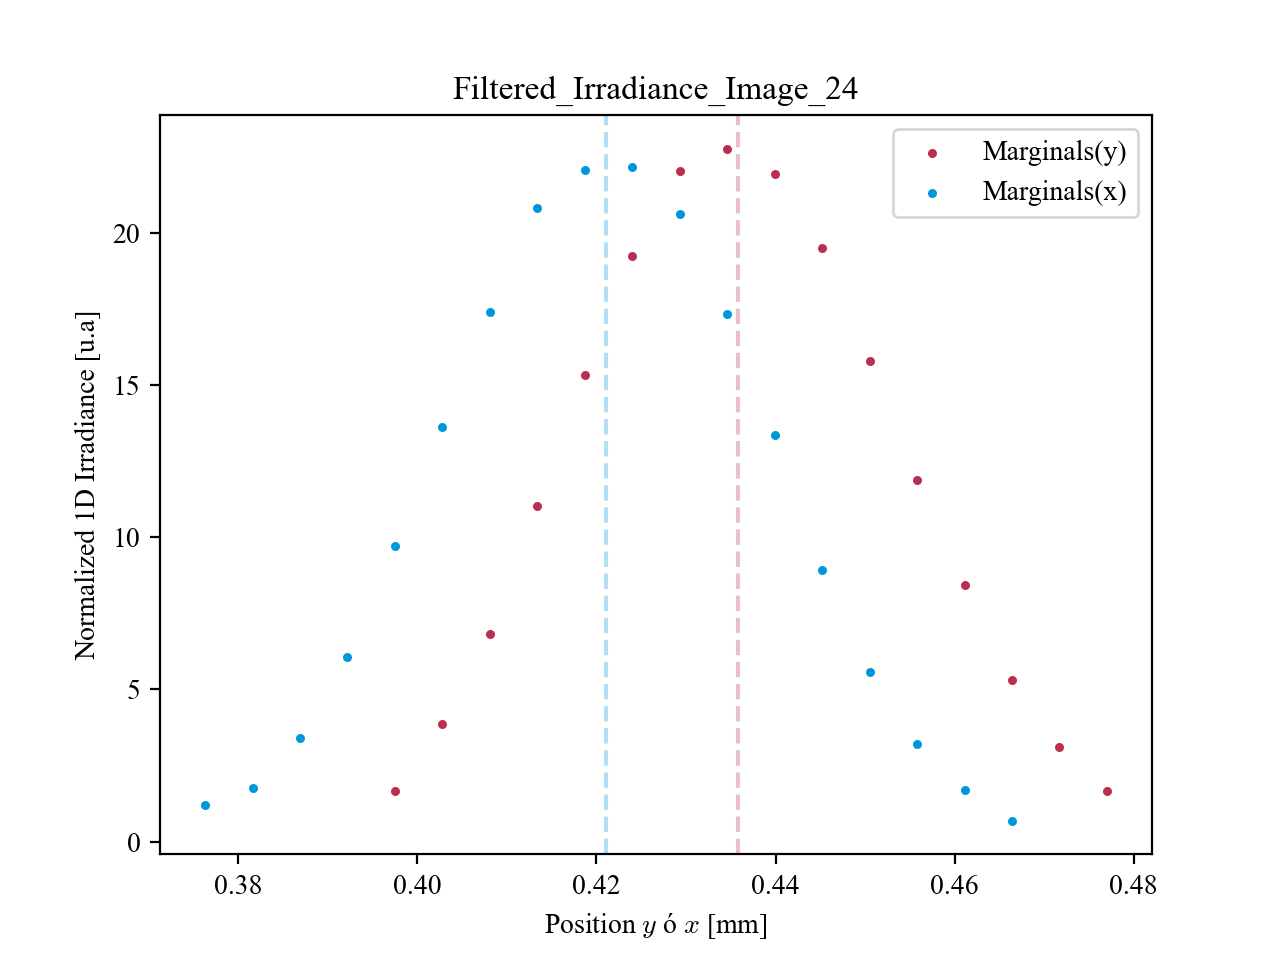 Filtered_Irradiance_Image_24
Marginals(y)
Marginals(x)
Normalized 1D Irradiance [u.a]
20
15
10
5
0
0.38 0.40 0.42 0.44 0.46 0.48
Position y ó x [mm]